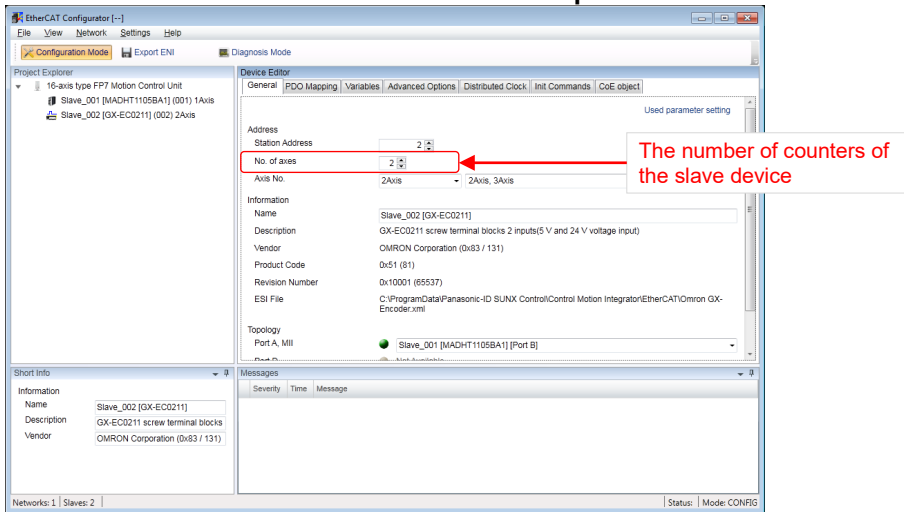 EtherCAT Configurator [--]
File View Network Settings Help
Configuration Mode Export ENI Diagnosis Mode
Project Explorer
16-axis type FP7 Motion Control Unit
Slave_001 [MADHT1105BA1] (001) 1Axis
Slave_002 [GX-EC0211] (002) 2Axis
Device Editor
General PDO Mapping Variables Advanced Options Distributed Clock Init Commands CoE object
Used parameter setting
Address
Station Address 2
No. of axes 2
Axis No. 2Axis 2Axis, 3Axis
The number of counters of
the slave device
Information
Name Slave_002 [GX-EC0211]
Description GX-EC0211 screw terminal blocks 2 inputs(5 V and 24 V voltage input)
Vendor OMRON Corporation (0x83 / 131)
Product Code 0x51 (81)
Revision Number 0x10001 (65537)
ESI File C:\ProgramData\Panasonic-ID SUNX Control\Control Motion Integrator\EtherCAT\Omron GX-
Encoder.xml
Topology
Port A, MII Slave_001 [MADHT1105BA1] [Port B]
Short Info
Information
Name Slave_002 [GX-EC0211]
Description GX-EC0211 screw terminal blocks
Vendor OMRON Corporation (0x83 / 131)
Messages
Severity Time Message
Networks: 1 Slaves: 2
Status: Mode: CONFIG